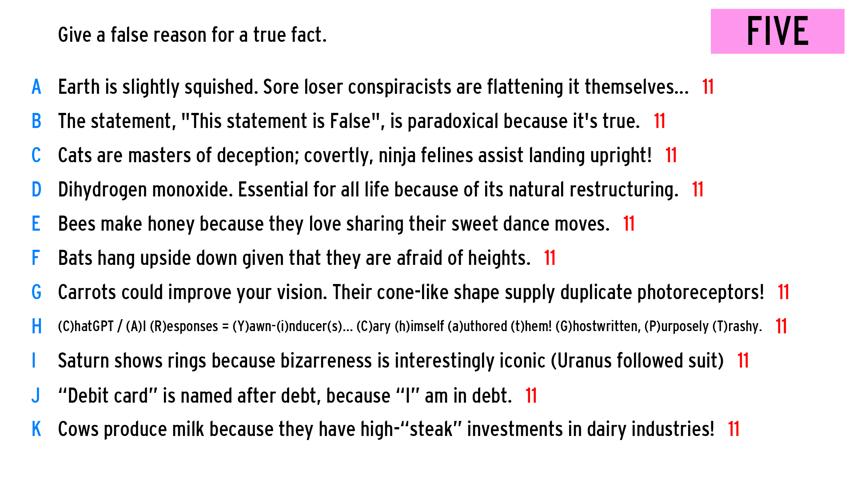 Give a false reason for a true fact.
FIVE
A Earth is slightly squished. Sore loser conspiracists are flattening it themselves... 11
B The statement, "This statement is False", is paradoxical because it's true. 11
C Cats are masters of deception; covertly, ninja felines assist landing upright! 11
D Dihydrogen monoxide. Essential for all life because of its natural restructuring. 11
E Bees make honey because they love sharing their sweet dance moves. 11
F Bats hang upside down given that they are afraid of heights. 11
G Carrots could improve your vision. Their cone-like shape supply duplicate photoreceptors! 11
H (C)hatGPT / (A)I (R)esponses = (Y)awn-(i)nducer(s)... (C)ary (h)imself (a)uthored (t)hem! (G)hostwritten, (P)urposely (T)rashy. 11
I Saturn shows rings because bizarreness is interestingly iconic (Uranus followed suit) 11
J “Debit card” is named after debt, because “I” am in debt. 11
K Cows produce milk because they have high-“steak” investments in dairy industries! 11